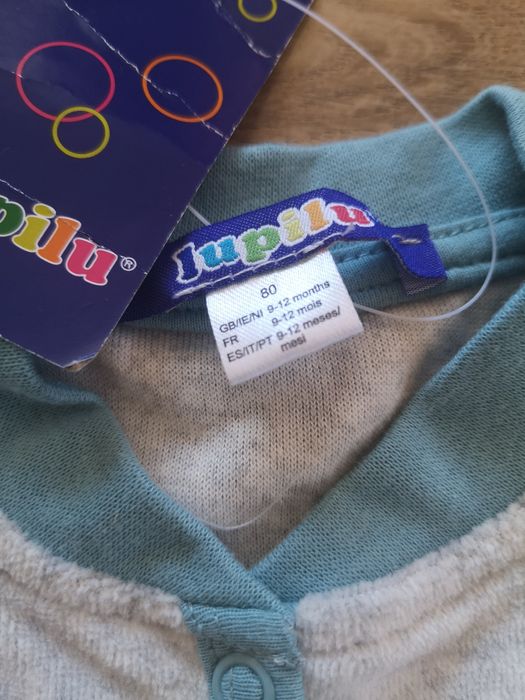 pilu®
lupilu
80
GB/IE/NI 9-12 months
FR 9-12 mois
ES/IT/PT 9-12 meses/
mesi